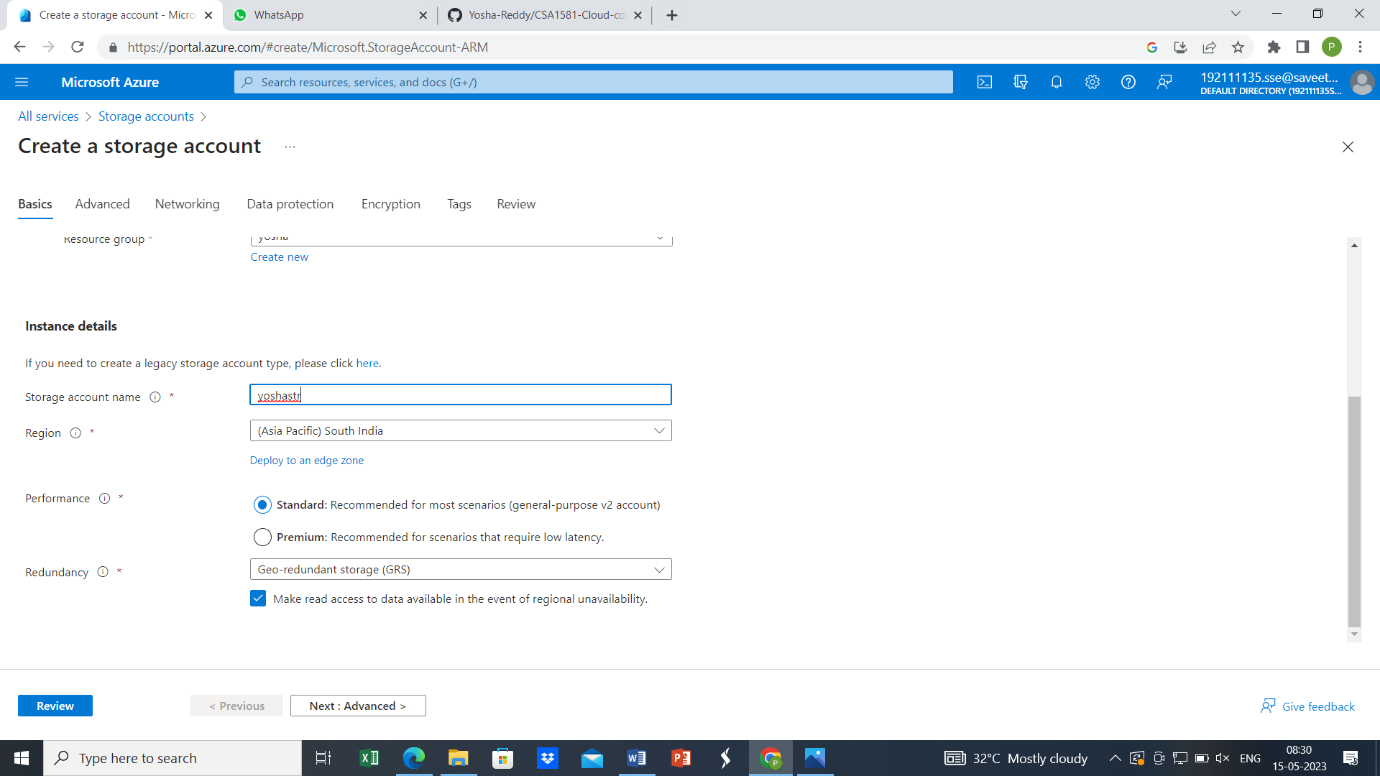 Create a storage account - Micro
WhatsApp
Yosha-Reddy/CSA1581-Cloud-co
https://portal.azure.com/#create/Microsoft.StorageAccount-ARM
P
Microsoft Azure
Search resources, services, and docs (G+/)
192111135.sse@saveet...
DEFAULT DIRECTORY (192111135S...
All services > Storage accounts >
Create a storage account ...
Basics Advanced Networking Data protection Encryption Tags Review
Resource group *
yosha
Create new
Instance details
If you need to create a legacy storage account type, please click here.
Storage account name *
yoshastr
Region *
(Asia Pacific) South India
Deploy to an edge zone
Performance *
Standard: Recommended for most scenarios (general-purpose v2 account)
Premium: Recommended for scenarios that require low latency.
Redundancy *
Geo-redundant storage (GRS)
Make read access to data available in the event of regional unavailability.
Review
< Previous
Next : Advanced >
Give feedback
Type here to search
32°C Mostly cloudy
ENG
08:30
15-05-2023